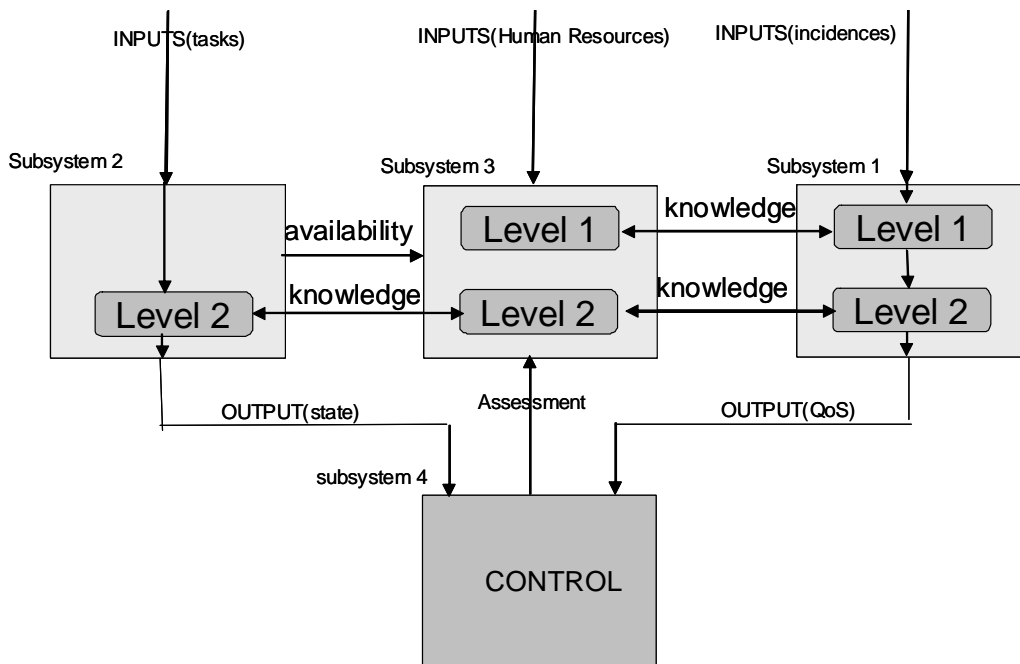 INPUTS(tasks)
INPUTS(Human Resources)
INPUTS(incidences)
Subsystem 2
Subsystem 3
Subsystem 1
Level 1
knowledge
Level 1
availability
Level 2
knowledge
Level 2
knowledge
Level 2
OUTPUT(state)
Assessment
OUTPUT(QoS)
subsystem 4
CONTROL